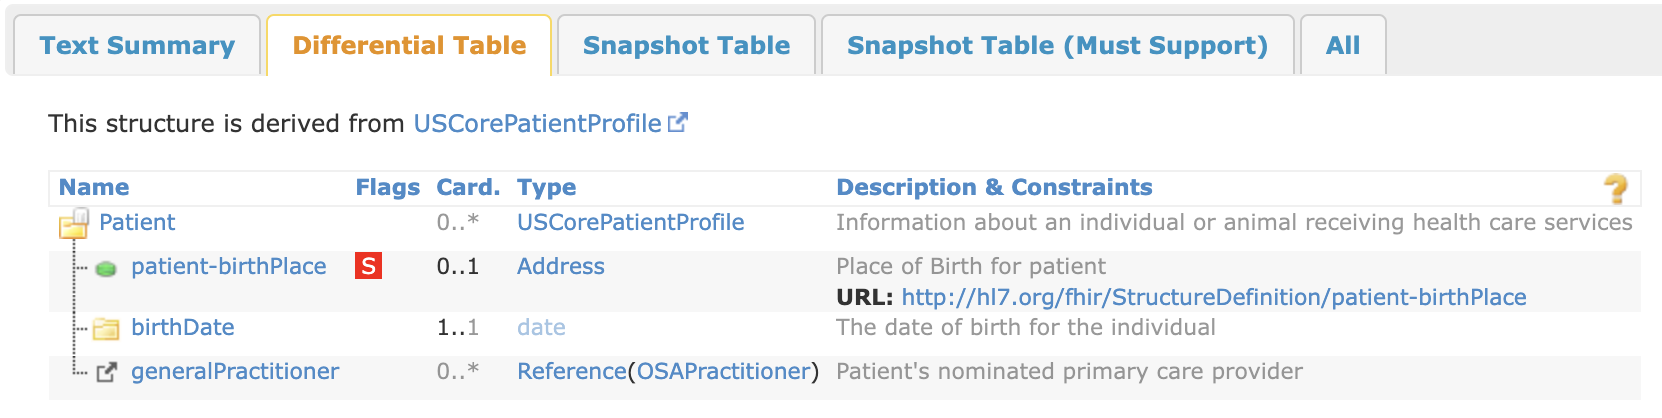 Text Summary Differential Table Snapshot Table Snapshot Table (Must Support) All
This structure is derived from USCorePatientProfile
Name Flags Card. Type Description & Constraints ?
Patient 0..* USCorePatientProfile Information about an individual or animal receiving health care services
patient-birthPlace S 0..1 Address Place of Birth for patient
URL: http://hl7.org/fhir/StructureDefinition/patient-birthPlace
birthDate 1..1 date The date of birth for the individual
generalPractitioner 0..* Reference(OSAPractitioner) Patient's nominated primary care provider